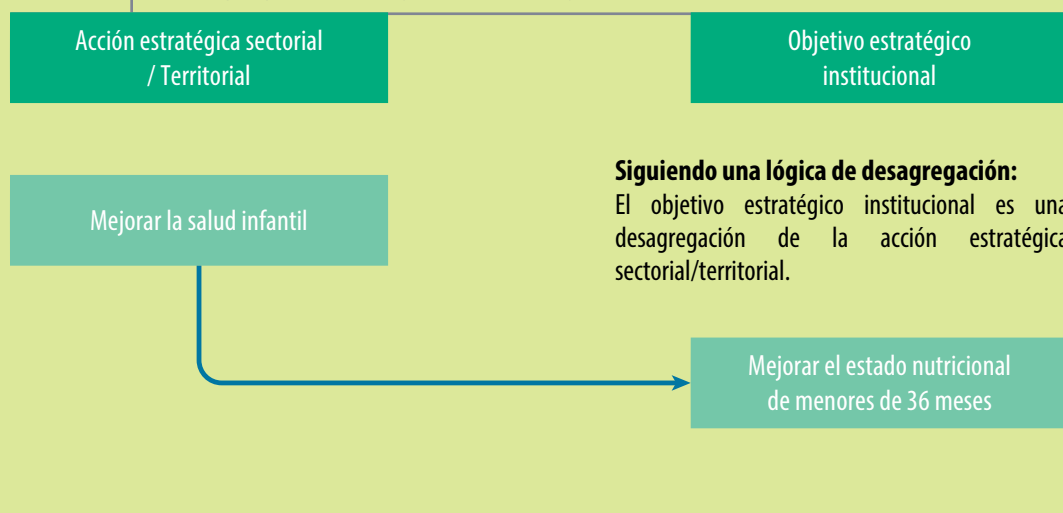 Acción estratégica sectorial
/ Territorial
Objetivo estratégico
institucional
Mejorar la salud infantil
Siguiendo una lógica de desagregación:
El objetivo estratégico institucional es una
desagregación de la acción estratégica
sectorial/territorial.
Mejorar el estado nutricional
de menores de 36 meses